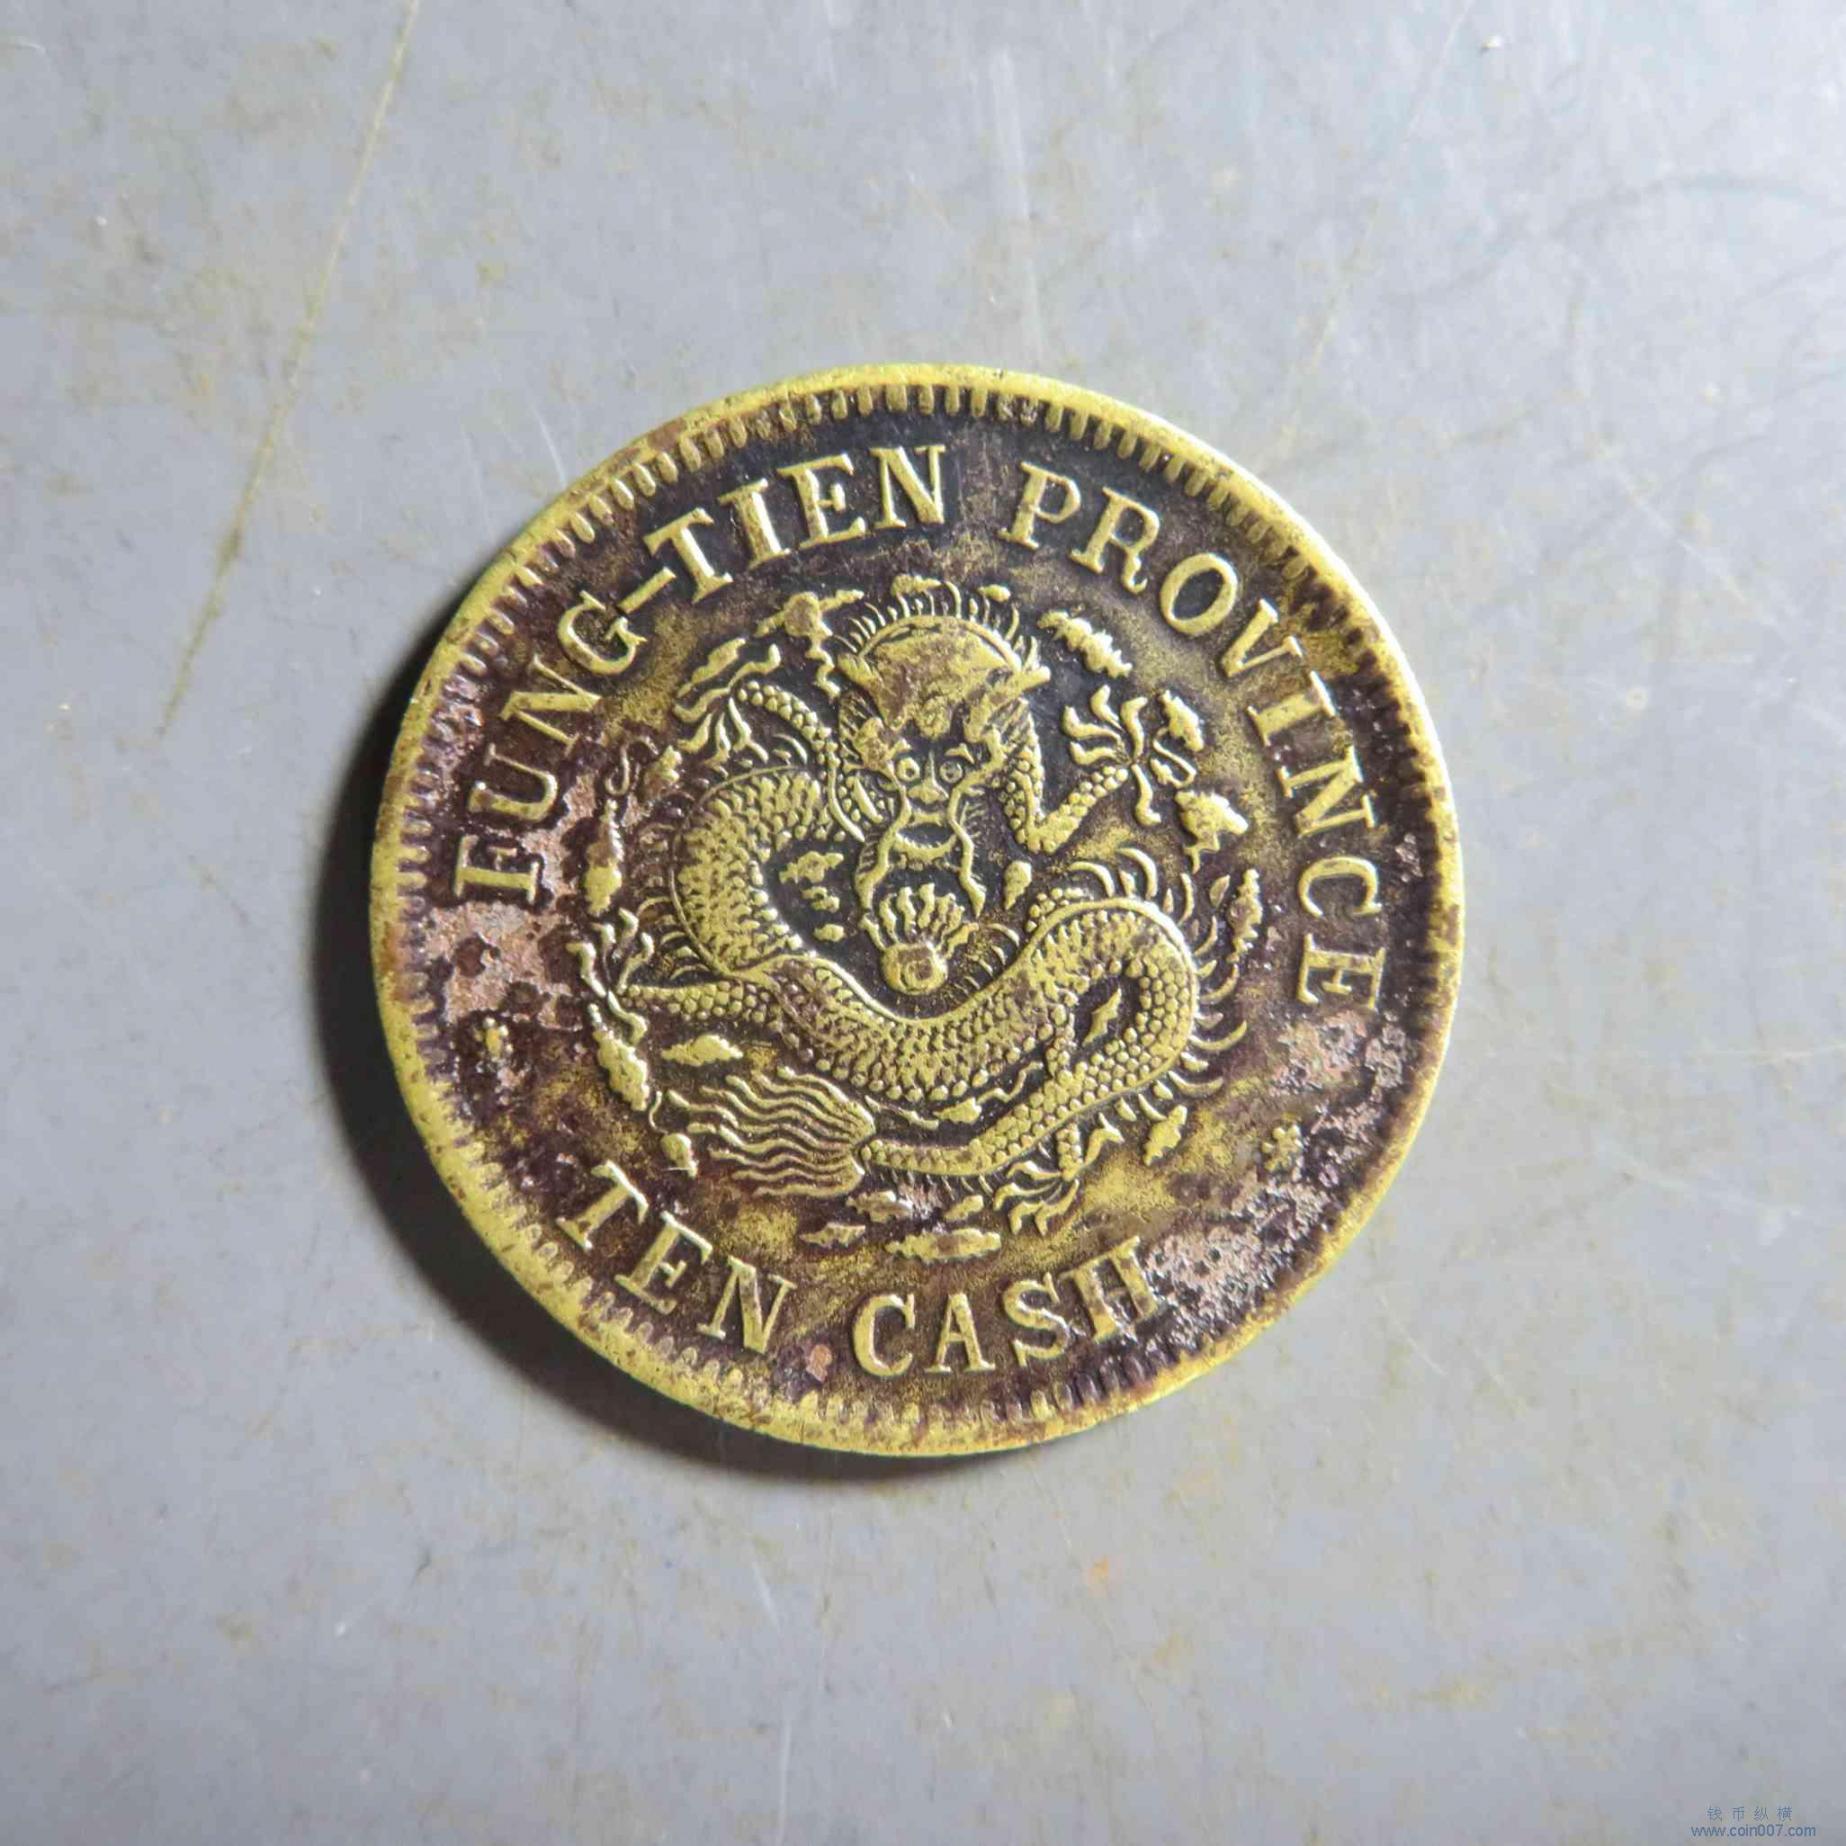 FUNG-TIEN PROVINCE
TEN CASH
钱币纵横
www.coin007.com